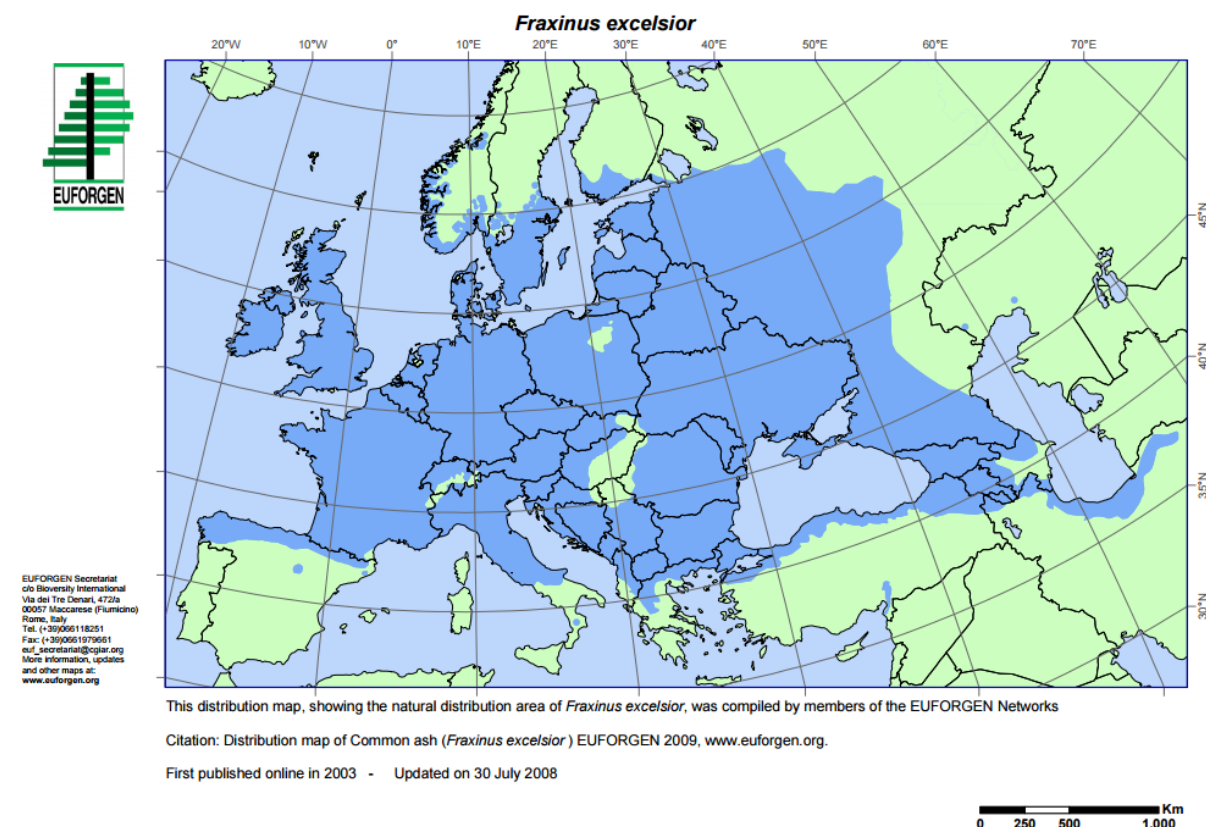 Fraxinus excelsior
20°W 10°W 0° 10°E 20°E 30°E 40°E 50°E 60°E 70°E
EUFORGEN
45°N
40°N
35°N
30°N
EUFORGEN Secretariat
c/o Bioversity International
Via dei Tre Denari, 472/a
00057 Maccarese (Fiumicino)
Rome, Italy
Tel. (+39)066118251
Fax: (+39)0661979661
euf_secretariat@cgiar.org
More information, updates
and other maps at:
www.euforgen.org
This distribution map, showing the natural distribution area of Fraxinus excelsior, was compiled by members of the EUFORGEN Networks
Citation: Distribution map of Common ash (Fraxinus excelsior ) EUFORGEN 2009, www.euforgen.org.
First published online in 2003 - Updated on 30 July 2008
Km
0 250 500 1.000